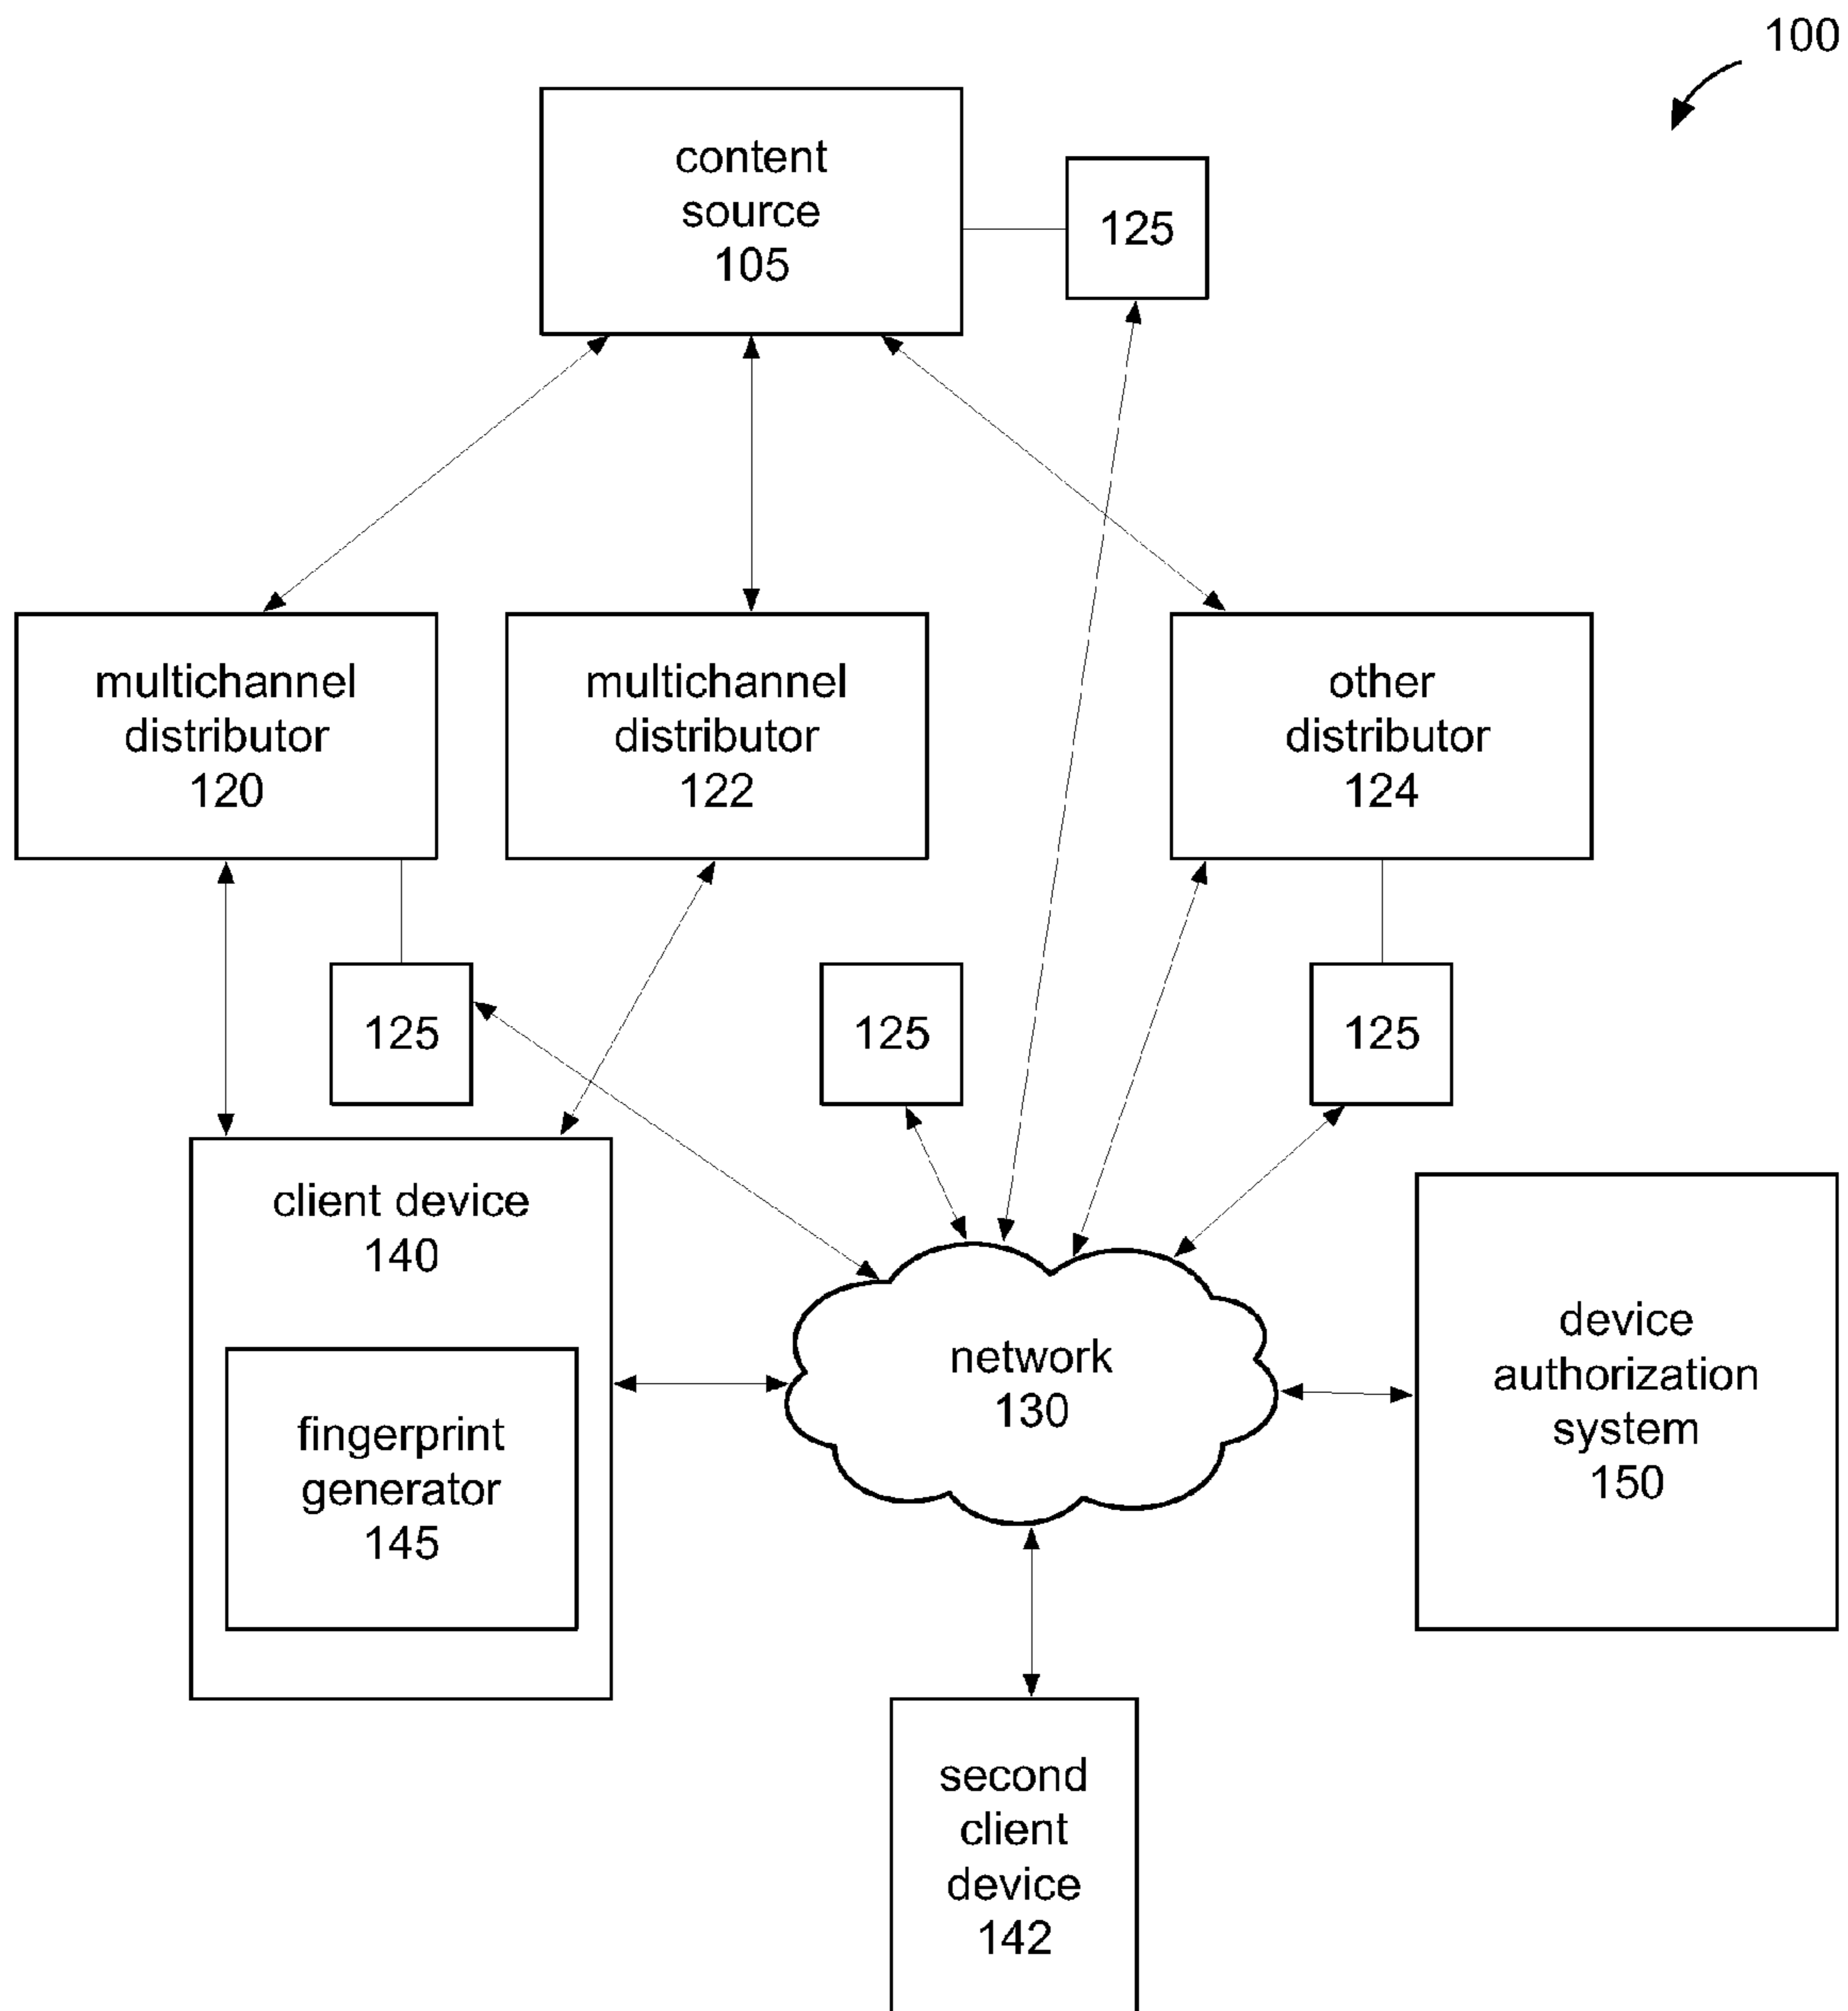 100
content
source
105
125
multichannel
distributor
120
multichannel
distributor
122
other
distributor
124
125
125
125
client device
140
fingerprint
generator
145
network
130
device
authorization
system
150
second
client
device
142